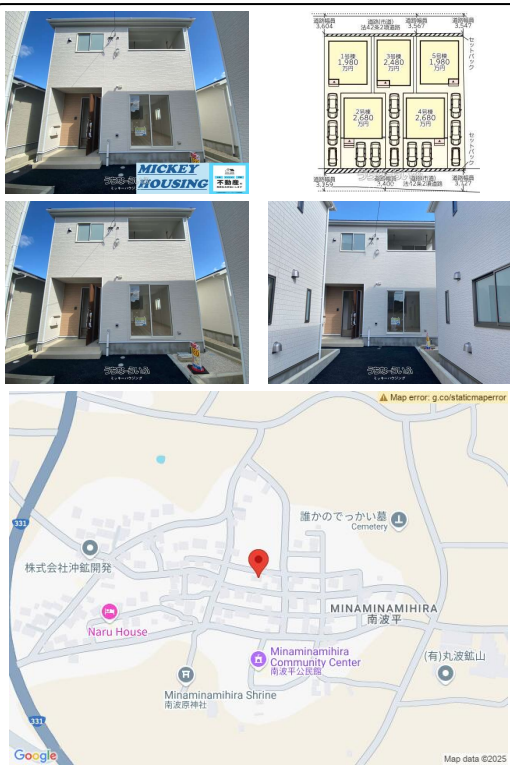 MICKEY
HOUSING
不動産。
ミッキーハウジング
道路幅員
3,604
道路(市道)
法42条2項道路
道路幅員
3,567
道路幅員
3,547
セットバック
1号棟
1,980
万円
3号棟
2,480
万円
5号棟
1,980
万円
2号棟
2,680
万円
4号棟
2,680
万円
セットバック
道路幅員
3,359
道路幅員
3,400
道路(市道)
法42条2項道路
道路幅員
3,327
ミッキーハウジング
ミッキーハウジング
Map error: g.co/staticmaperror
331
誰かのでっかい墓
Cemetery
株式会社沖鉱開発
MINAMINAMIHIRA
南波平
Naru House
Minaminamihira
Community Center
南波平公民館
(有)丸波鉱山
Minaminamihira Shrine
南波原神社
331
Google
Map data ©2025